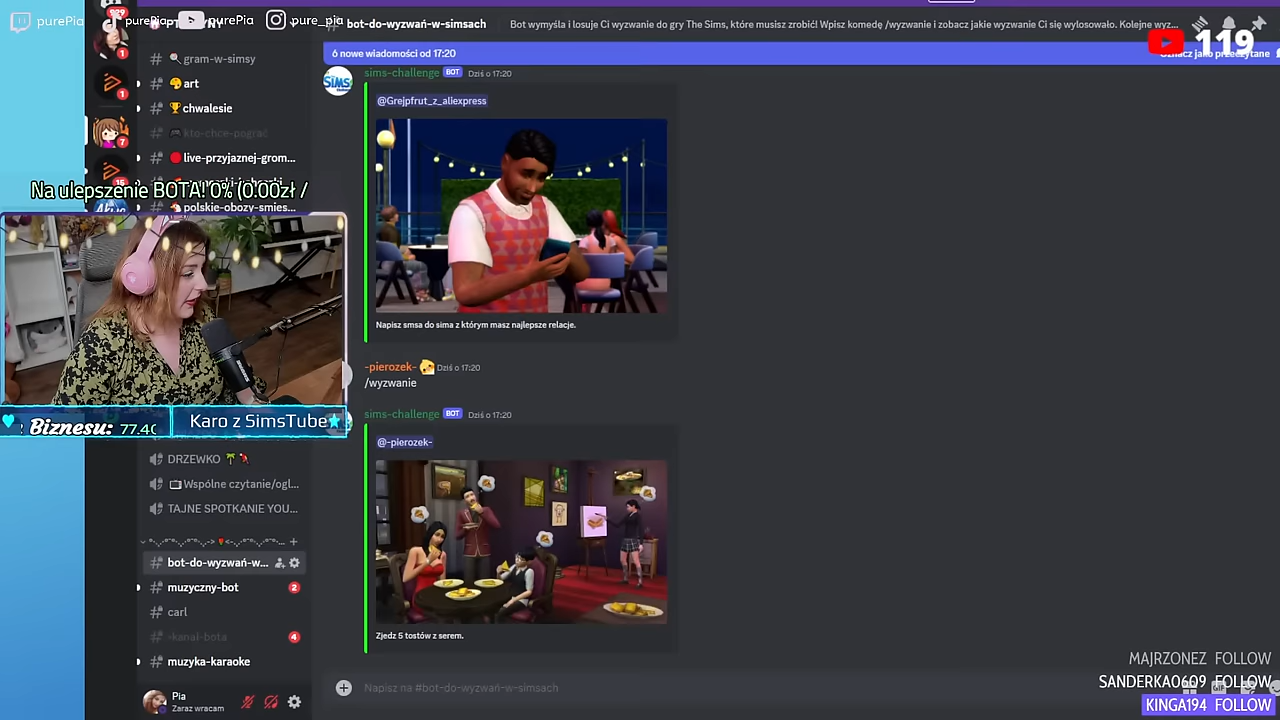 purePia
purePia
purePia
pure_pia
bot-do-wyzwań-w-simsach
Bot wymyśla i losuje Ci wyzwanie do gry The Sims, które musisz zrobić! Wpisz komedę /wyzwanie i zobacz jakie wyzwanie Ci się wylosowało. Kolejne wyz...
119
6 nowe wiadomości od 17:20
Oznacz jako przeczytane
gram-w-simsy
art
chwalesie
kto-chce-pograć
live-przyjaznej-grom...
polskie-obozy-smies...
Na ulepszenie BOTA! 0% (0.00zł /
Biznesu: 77.40
Karo z SimsTube
DRZEWKO
Wspólne czytanie/ogl...
TAJNE SPOTKANIE YOU...
bot-do-wyzwań-w...
muzyczny-bot
2
carl
-kanal-bota
4
muzyka-karaoke
Pia
Zaraz wracam
sims-challenge BOT Dziś o 17:20
@Grejpfrut_z_aliexpress
Napisz smsa do sima z którym masz najlepsze relacje.
-pierozek- Dziś o 17:20
/wyzwanie
sims-challenge BOT Dziś o 17:20
@-pierozek-
Zjedz 5 tostów z serem.
Napisz na #bot-do-wyzwań-w-simsach
MAJRZONEZ FOLLOW
SANDERKA0609 FOLLOW
KINGA194 FOLLOW